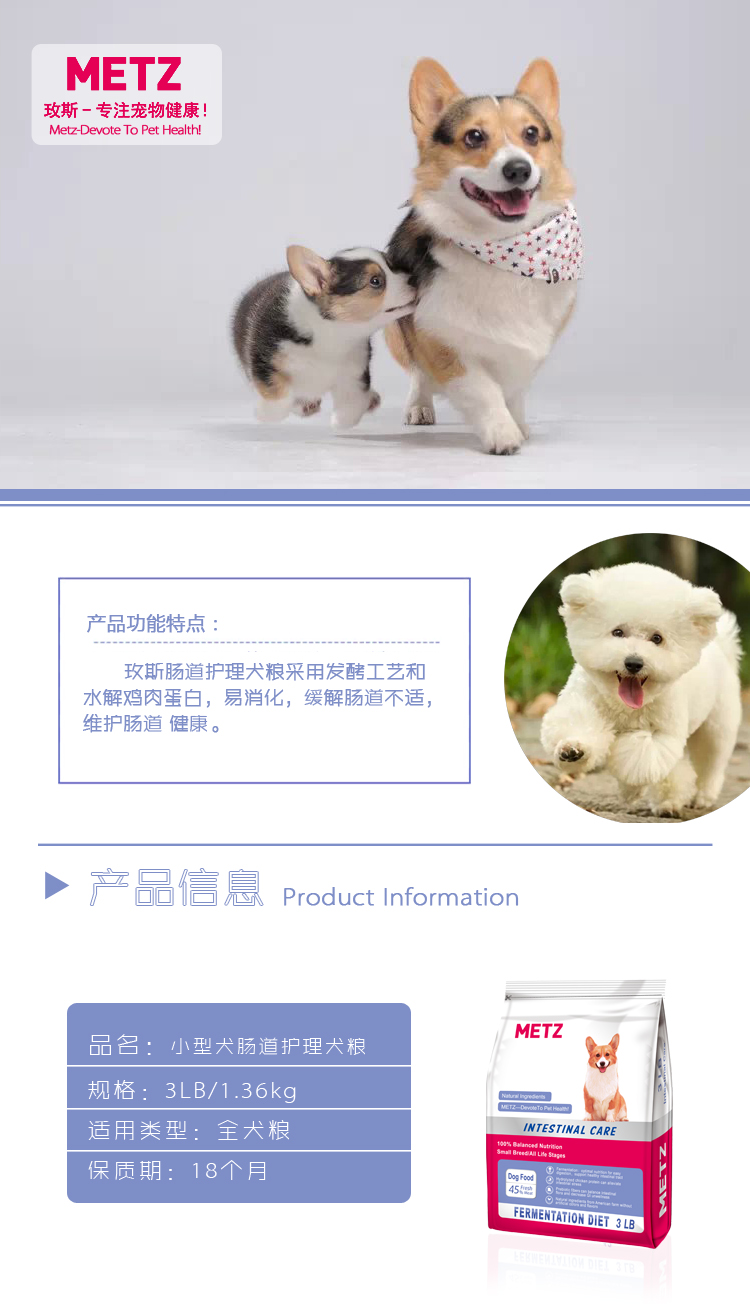 METZ
玫斯-专注宠物健康!
Metz-Devote To Pet Health!
产品功能特点：
玫斯肠道护理犬粮采用发酵工艺和
水解鸡肉蛋白，易消化，缓解肠道不适，
维护肠道 健康。
产品信息 Product Information
品名：小型犬肠道护理犬粮
规格：3LB/1.36kg
适用类型：全犬粮
保质期：18个月
METZ
Natural Ingredients
METZ—DevoteTo Pet Health!
INTESTINAL CARE
100% Balanced Nutrition
Small Breed/All Life Stages
Dog Food
45% Fresh Meat
FERMENTATION DIET 3 LB
METZ
3 LB